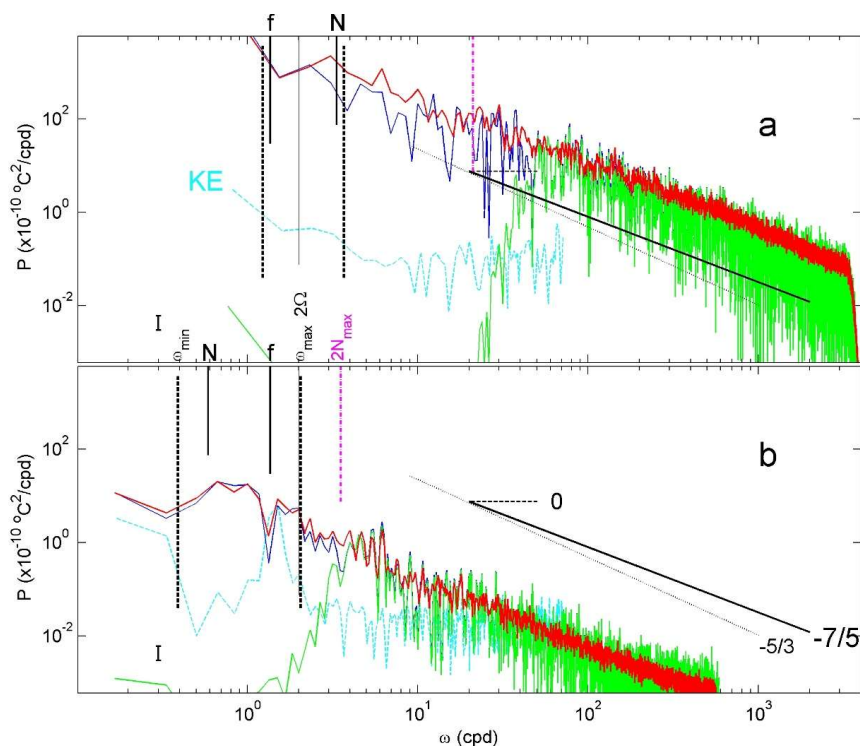 f N
10²
a
KE
10⁰
P (x10⁻¹⁰ °C²/cpd)
10⁻²
I
ω_min
ω_max 2Ω
2N_max
N
f
10²
b
0
10⁰
P (x10⁻¹⁰ °C²/cpd)
-7/5
-5/3
10⁻²
I
10⁰ 10¹ 10² 10³
ω (cpd)